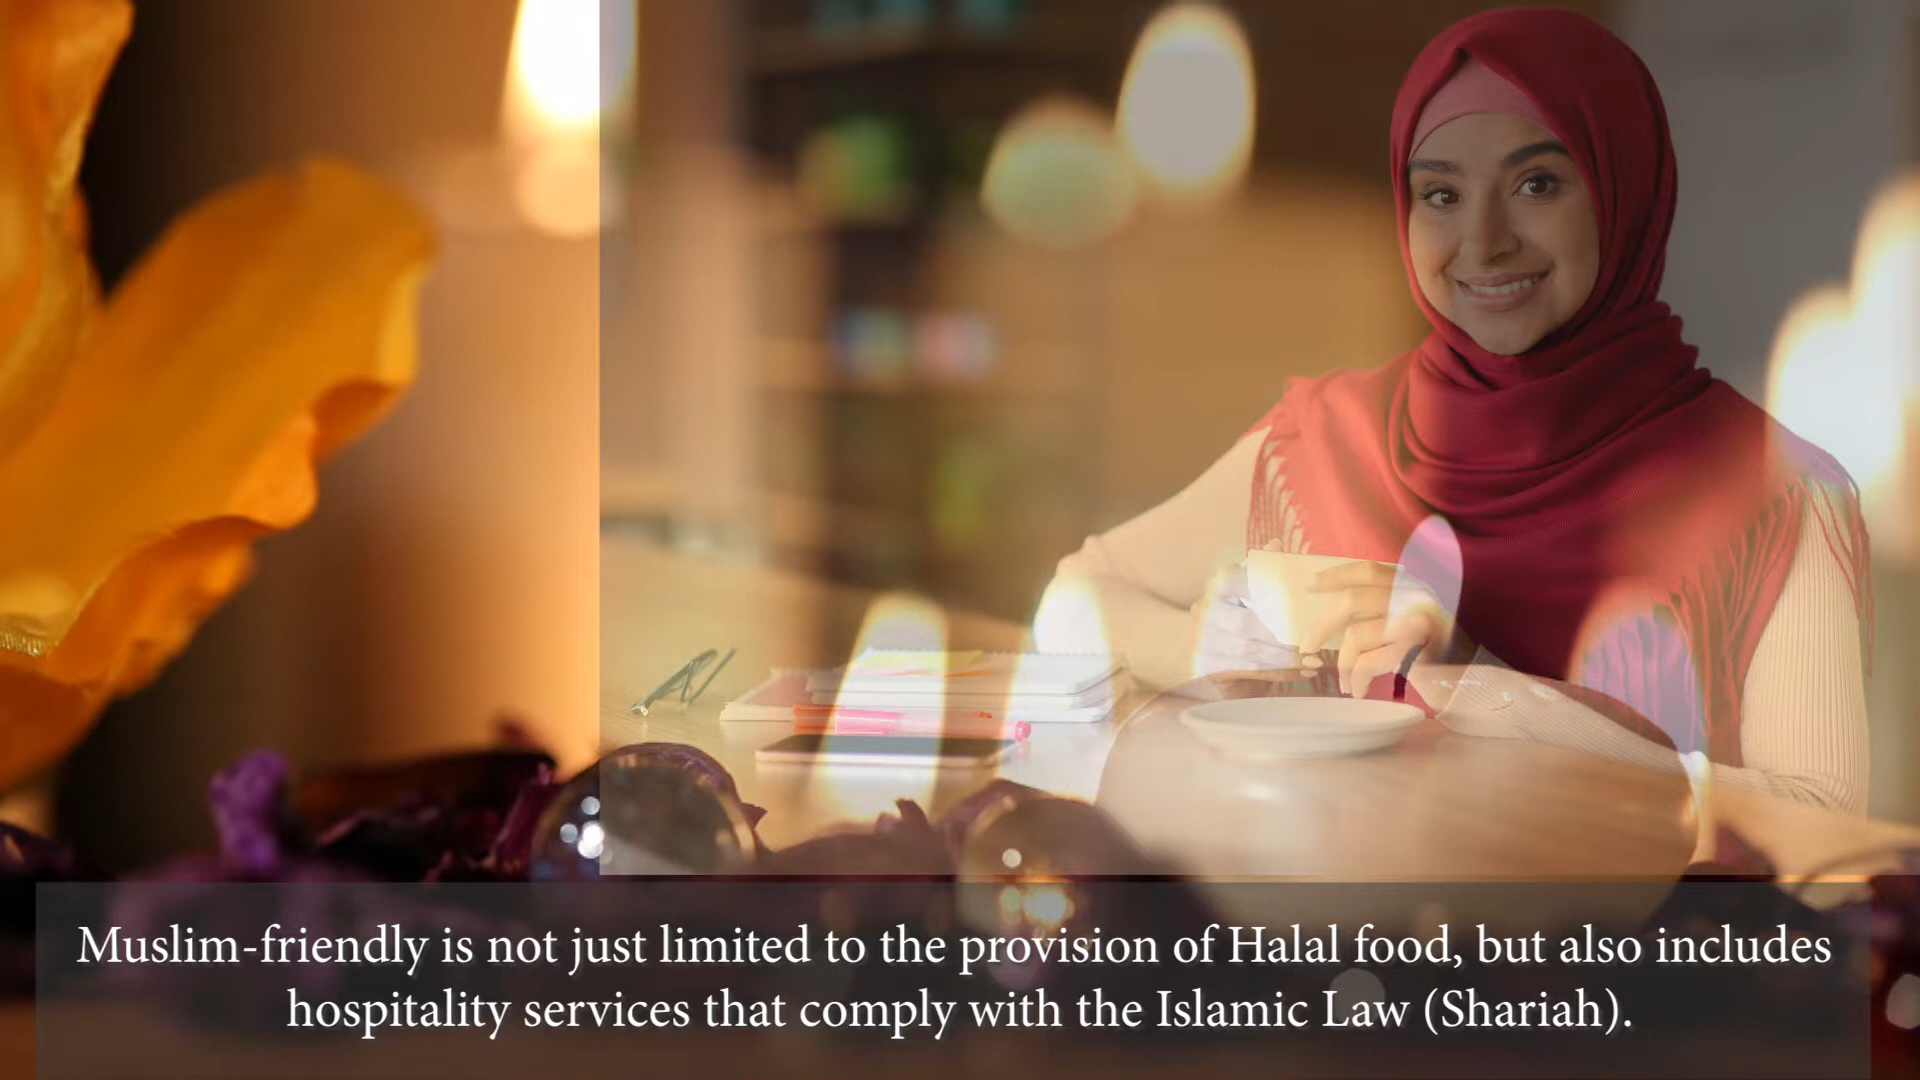 Muslim-friendly is not just limited to the provision of Halal food, but also includes
hospitality services that comply with the Islamic Law (Shariah).